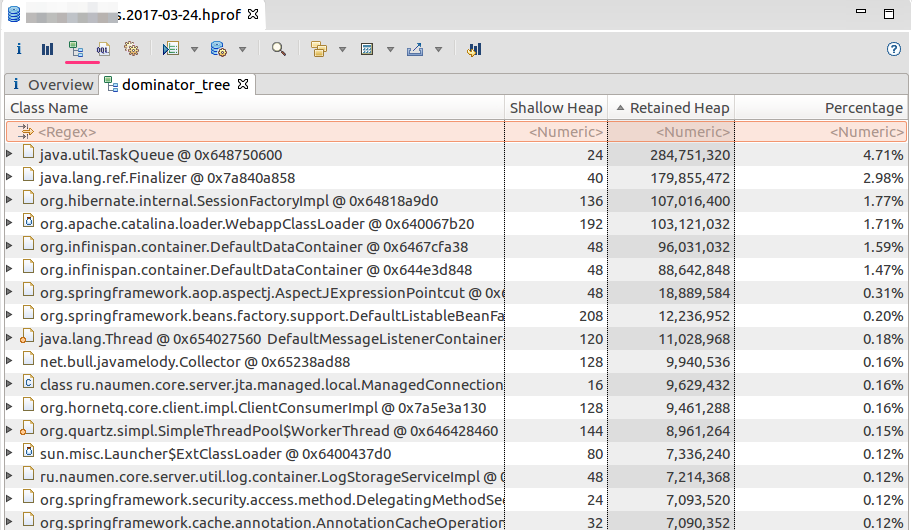 s.2017-03-24.hprof
i OQL ?
i Overview dominator_tree
Class Name Shallow Heap Retained Heap Percentage
<Regex> <Numeric> <Numeric> <Numeric>
java.util.TaskQueue @ 0x648750600 24 284,751,320 4.71%
java.lang.ref.Finalizer @ 0x7a840a858 40 179,855,472 2.98%
org.hibernate.internal.SessionFactoryImpl @ 0x64818a9d0 136 107,016,400 1.77%
org.apache.catalina.loader.WebappClassLoader @ 0x640067b20 192 103,121,032 1.71%
org.infinispan.container.DefaultDataContainer @ 0x6467cfa38 48 96,031,032 1.59%
org.infinispan.container.DefaultDataContainer @ 0x644e3d848 48 88,642,848 1.47%
org.springframework.aop.aspectj.AspectJExpressionPointcut @ 0x6 48 18,889,584 0.31%
org.springframework.beans.factory.support.DefaultListableBeanFa 208 12,236,952 0.20%
java.lang.Thread @ 0x654027560 DefaultMessageListenerContainer- 120 11,028,968 0.18%
net.bull.javamelody.Collector @ 0x65238ad88 128 9,940,536 0.16%
class ru.naumen.core.server.jta.managed.local.ManagedConnection 16 9,629,432 0.16%
org.hornetq.core.client.impl.ClientConsumerImpl @ 0x7a5e3a130 128 9,461,288 0.16%
org.quartz.simpl.SimpleThreadPool$WorkerThread @ 0x646428460 144 8,961,264 0.15%
sun.misc.Launcher$ExtClassLoader @ 0x6400437d0 80 7,336,240 0.12%
ru.naumen.core.server.util.log.container.LogStorageServiceImpl @ 0 48 7,214,368 0.12%
org.springframework.security.access.method.DelegatingMethodSe 24 7,093,520 0.12%
org.springframework.cache.annotation.AnnotationCacheOperation 32 7,090,352 0.12%